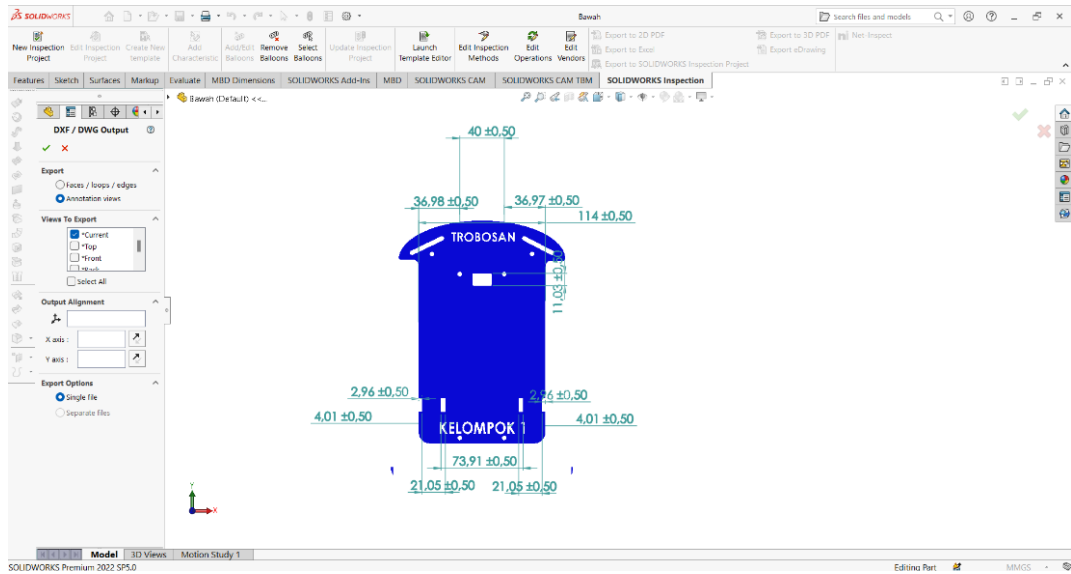 SOLIDWORKS
Bawah
Search files and models
New Inspection Project
Edit Inspection Project
Create New template
Add Characteristic
Add/Edit Balloons
Remove Balloons
Select Balloons
Update Inspection Project
Launch Template Editor
Edit Inspection Methods
Edit Operations
Edit Vendors
Export to 2D PDF
Export to Excel
Export to SOLIDWORKS Inspection Project
Export to 3D PDF
Export eDrawing
Net-Inspect
Features Sketch Surfaces Markup Evaluate MBD Dimensions SOLIDWORKS Add-Ins MBD SOLIDWORKS CAM SOLIDWORKS CAM TBM SOLIDWORKS Inspection
Bawah (Default) <<...
DXF / DWG Output
Export
Faces / loops / edges
Annotation views
Views To Export
*Current
*Top
*Front
*Back
Select All
Output Alignment
X axis :
Y axis :
Export Options
Single file
Separate files
40 ±0,50
36,98 ±0,50
36,97 ±0,50
114 ±0,50
TROBOSAN
11,03 ±0,50
2,96 ±0,50
2,96 ±0,50
4,01 ±0,50
4,01 ±0,50
KELOMPOK 1
73,91 ±0,50
21,05 ±0,50
21,05 ±0,50
Y
X
Model 3D Views Motion Study 1
SOLIDWORKS Premium 2022 SP5.0
Editing Part
MMGS